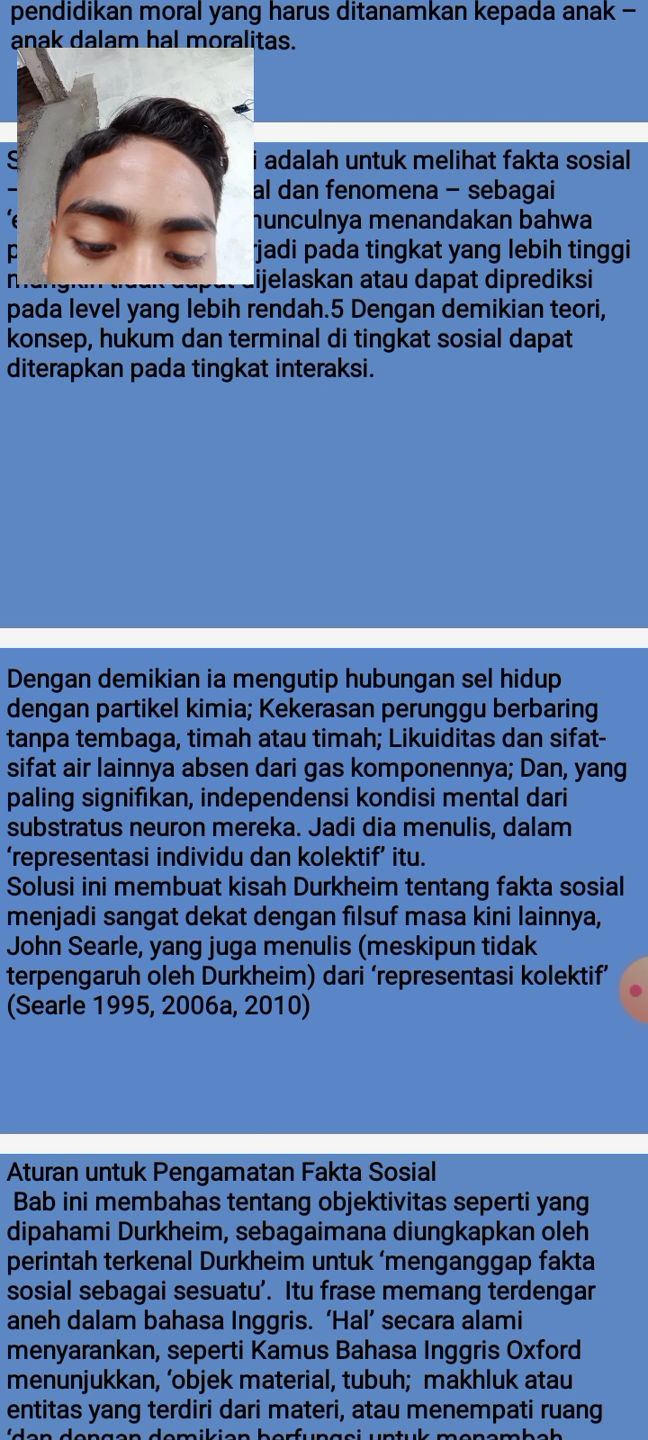 pendidikan moral yang harus ditanamkan kepada anak –
anak dalam hal moralitas.
adalah untuk melihat fakta sosial
dan fenomena – sebagai
menandakan bahwa
pada tingkat yang lebih tinggi
dijelaskan atau dapat diprediksi
pada level yang lebih rendah.5 Dengan demikian teori,
konsep, hukum dan terminal di tingkat sosial dapat
diterapkan pada tingkat interaksi.
Dengan demikian ia mengutip hubungan sel hidup
dengan partikel kimia; Kekerasan perunggu berbaring
tanpa tembaga, timah atau timah; Likuiditas dan sifat-
sifat air lainnya absen dari gas komponennya; Dan, yang
paling signifikan, independensi kondisi mental dari
substratus neuron mereka. Jadi dia menulis, dalam
‘representasi individu dan kolektif’ itu.
Solusi ini membuat kisah Durkheim tentang fakta sosial
menjadi sangat dekat dengan filsuf masa kini lainnya,
John Searle, yang juga menulis (meskipun tidak
terpengaruh oleh Durkheim) dari ‘representasi kolektif’
(Searle 1995, 2006a, 2010)
Aturan untuk Pengamatan Fakta Sosial
Bab ini membahas tentang objektivitas seperti yang
dipahami Durkheim, sebagaimana diungkapkan oleh
perintah terkenal Durkheim untuk ‘menganggap fakta
sosial sebagai sesuatu’.  Itu frase memang terdengar
aneh dalam bahasa Inggris.  ‘Hal’ secara alami
menyarankan, seperti Kamus Bahasa Inggris Oxford
menunjukkan, ‘objek material, tubuh;  makhluk atau
entitas yang terdiri dari materi, atau menempati ruang
‘dan dengan demikian berfungsi untuk menambah